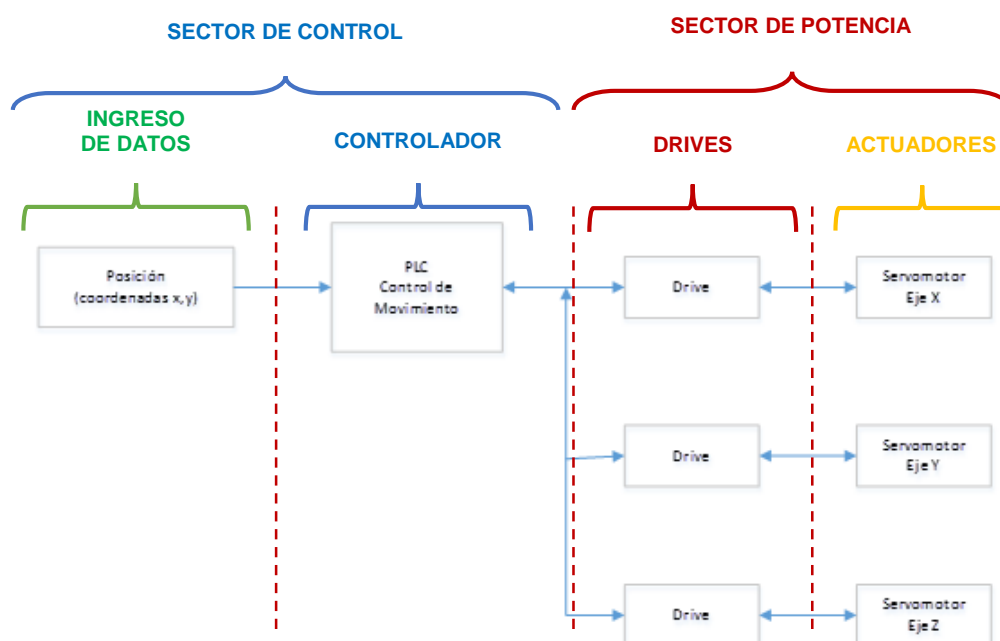 SECTOR DE CONTROL
SECTOR DE POTENCIA
INGRESO
DE DATOS
CONTROLADOR
DRIVES
ACTUADORES
Posición
(coordenadas x,y)
PLC
Control de
Movimiento
Drive
Servomotor
Eje X
Drive
Servomotor
Eje Y
Drive
Servomotor
Eje Z